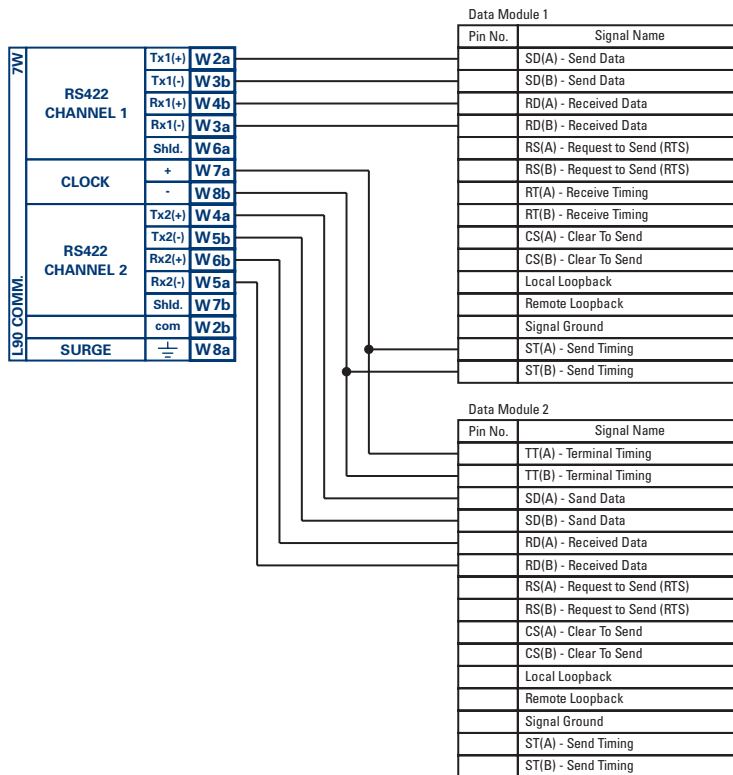 7W
L90 COMM.
RS422
CHANNEL 1
Tx1(+) W2a
Tx1(-) W3b
Rx1(+) W4b
Rx1(-) W3a
Shld. W6a
CLOCK
+ W7a
- W8b
RS422
CHANNEL 2
Tx2(+) W4a
Tx2(-) W5b
Rx2(+) W6b
Rx2(-) W5a
Shld. W7b
com W2b
SURGE W8a
Data Module 1
Pin No. Signal Name
SD(A) - Send Data
SD(B) - Send Data
RD(A) - Received Data
RD(B) - Received Data
RS(A) - Request to Send (RTS)
RS(B) - Request to Send (RTS)
RT(A) - Receive Timing
RT(B) - Receive Timing
CS(A) - Clear To Send
CS(B) - Clear To Send
Local Loopback
Remote Loopback
Signal Ground
ST(A) - Send Timing
ST(B) - Send Timing
Data Module 2
Pin No. Signal Name
TT(A) - Terminal Timing
TT(B) - Terminal Timing
SD(A) - Sand Data
SD(B) - Sand Data
RD(A) - Received Data
RD(B) - Received Data
RS(A) - Request to Send (RTS)
RS(B) - Request to Send (RTS)
CS(A) - Clear To Send
CS(B) - Clear To Send
Local Loopback
Remote Loopback
Signal Ground
ST(A) - Send Timing
ST(B) - Send Timing